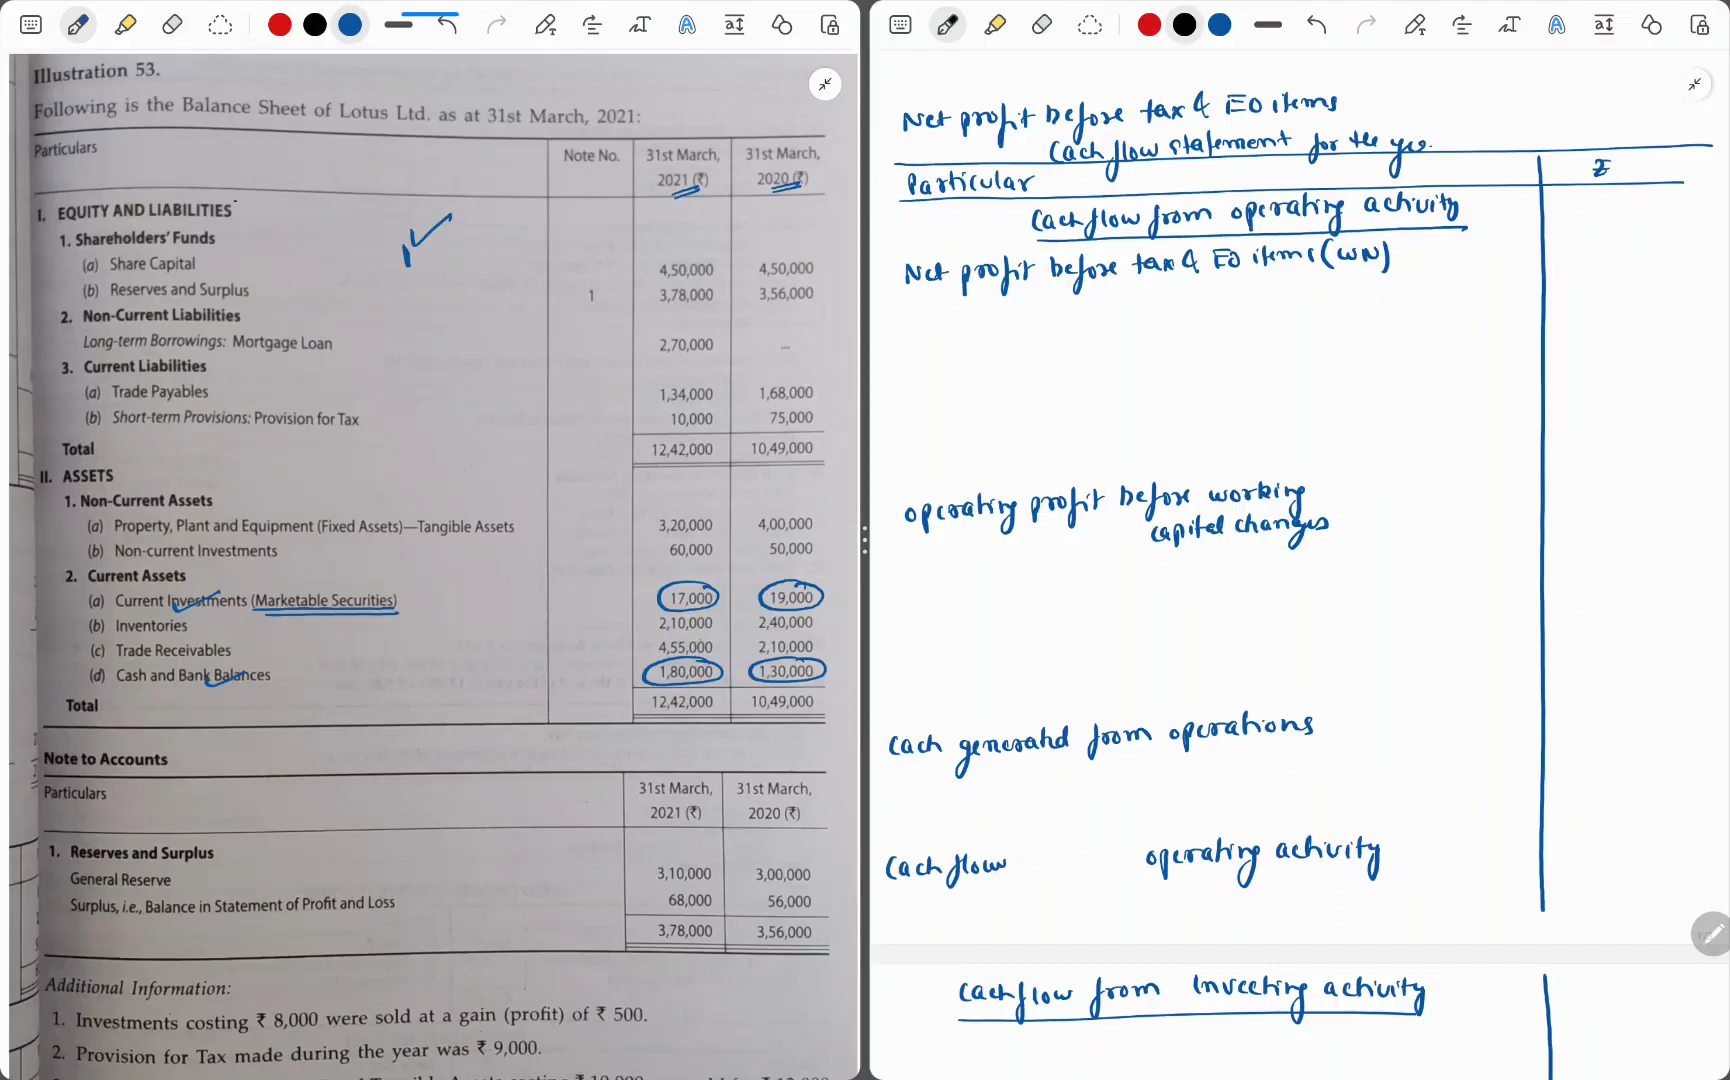 Illustration 53.
Following is the Balance Sheet of Lotus Ltd. as at 31st March, 2021:
Particulars Note No. 31st March, 2021 (₹) 31st March, 2020 (₹)
I. EQUITY AND LIABILITIES
1. Shareholders' Funds
(a) Share Capital 4,50,000 4,50,000
(b) Reserves and Surplus 1 3,78,000 3,56,000
2. Non-Current Liabilities
Long-term Borrowings: Mortgage Loan 2,70,000 ...
3. Current Liabilities
(a) Trade Payables 1,34,000 1,68,000
(b) Short-term Provisions: Provision for Tax 10,000 75,000
Total 12,42,000 10,49,000
II. ASSETS
1. Non-Current Assets
(a) Property, Plant and Equipment (Fixed Assets)—Tangible Assets 3,20,000 4,00,000
(b) Non-current Investments 60,000 50,000
2. Current Assets
(a) Current Investments (Marketable Securities) 17,000 19,000
(b) Inventories 2,10,000 2,40,000
(c) Trade Receivables 4,55,000 2,10,000
(d) Cash and Bank Balances 1,80,000 1,30,000
Total 12,42,000 10,49,000
Note to Accounts
Particulars 31st March, 2021 (₹) 31st March, 2020 (₹)
1. Reserves and Surplus
General Reserve 3,10,000 3,00,000
Surplus, i.e., Balance in Statement of Profit and Loss 68,000 56,000
3,78,000 3,56,000
Additional Information:
1. Investments costing ₹ 8,000 were sold at a gain (profit) of ₹ 500.
2. Provision for Tax made during the year was ₹ 9,000.
Net profit before tax & EO items
Cash flow statement for the
Particular ₹
Cash flow from operating activity
Net profit before tax & EO items (WN)
operating profit before working
capital changes
Cash generated from operations
Cash flow operating activity
Cash flow from Investing activity